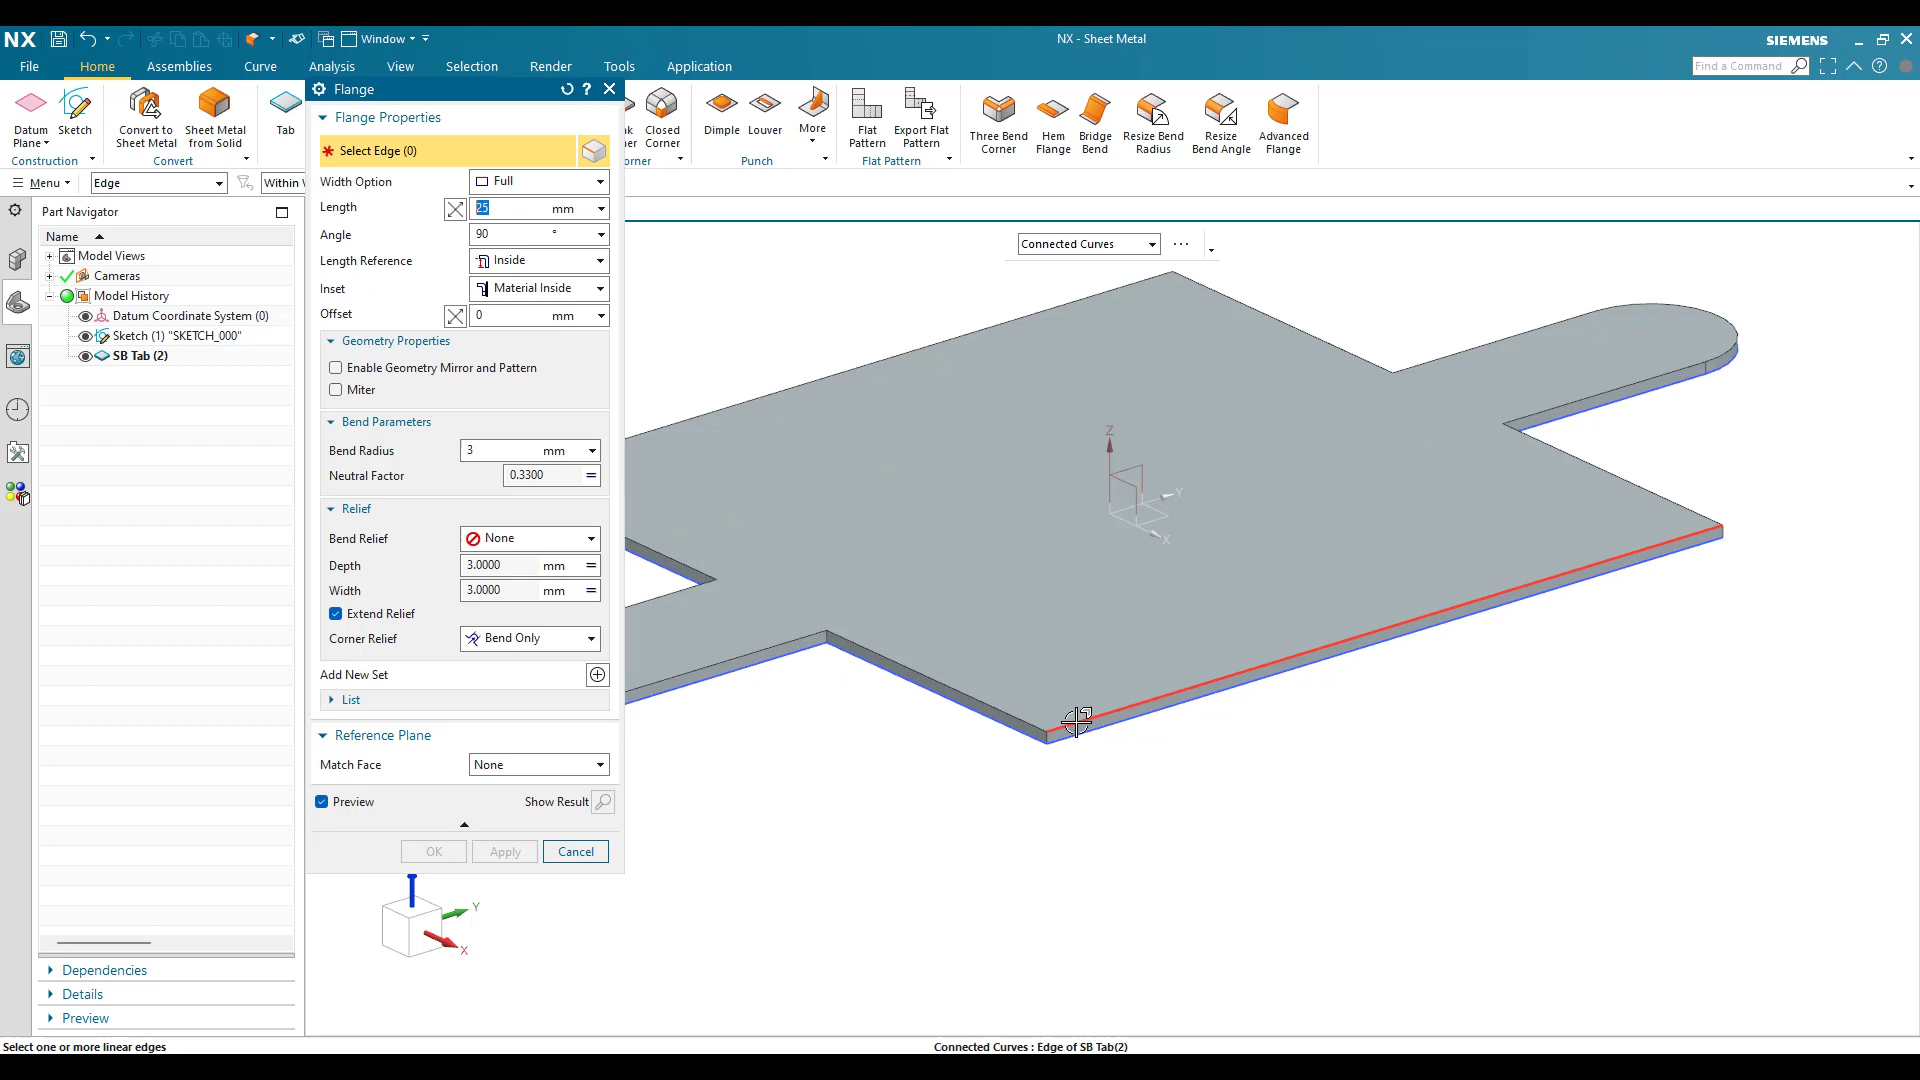 NX
Window
NX - Sheet Metal
SIEMENS
File
Home
Assemblies
Curve
Analysis
View
Selection
Render
Tools
Application
Find a Command
Datum Plane
Sketch
Construction
Convert to Sheet Metal
Sheet Metal from Solid
Convert
Tab
Closed Corner
Dimple
Louver
More
Punch
Flat Pattern
Export Flat Pattern
Flat Pattern
Three Bend Corner
Hem Flange
Bridge Bend
Resize Bend Radius
Resize Bend Angle
Advanced Flange
Menu
Edge
Part Navigator
Name
Model Views
Cameras
Model History
Datum Coordinate System (0)
Sketch (1) "SKETCH_000"
SB Tab (2)
Dependencies
Details
Preview
Flange
Flange Properties
* Select Edge (0)
Width Option Full
Length 25 mm
Angle 90 °
Length Reference Inside
Inset Material Inside
Offset 0 mm
Geometry Properties
Enable Geometry Mirror and Pattern
Miter
Bend Parameters
Bend Radius 3 mm
Neutral Factor 0.3300 =
Relief
Bend Relief None
Depth 3.0000 mm =
Width 3.0000 mm =
Extend Relief
Corner Relief Bend Only
Add New Set
List
Reference Plane
Match Face None
Preview
Show Result
OK
Apply
Cancel
Connected Curves
Z
Y
X
Y
X
Select one or more linear edges
Connected Curves : Edge of SB Tab(2)